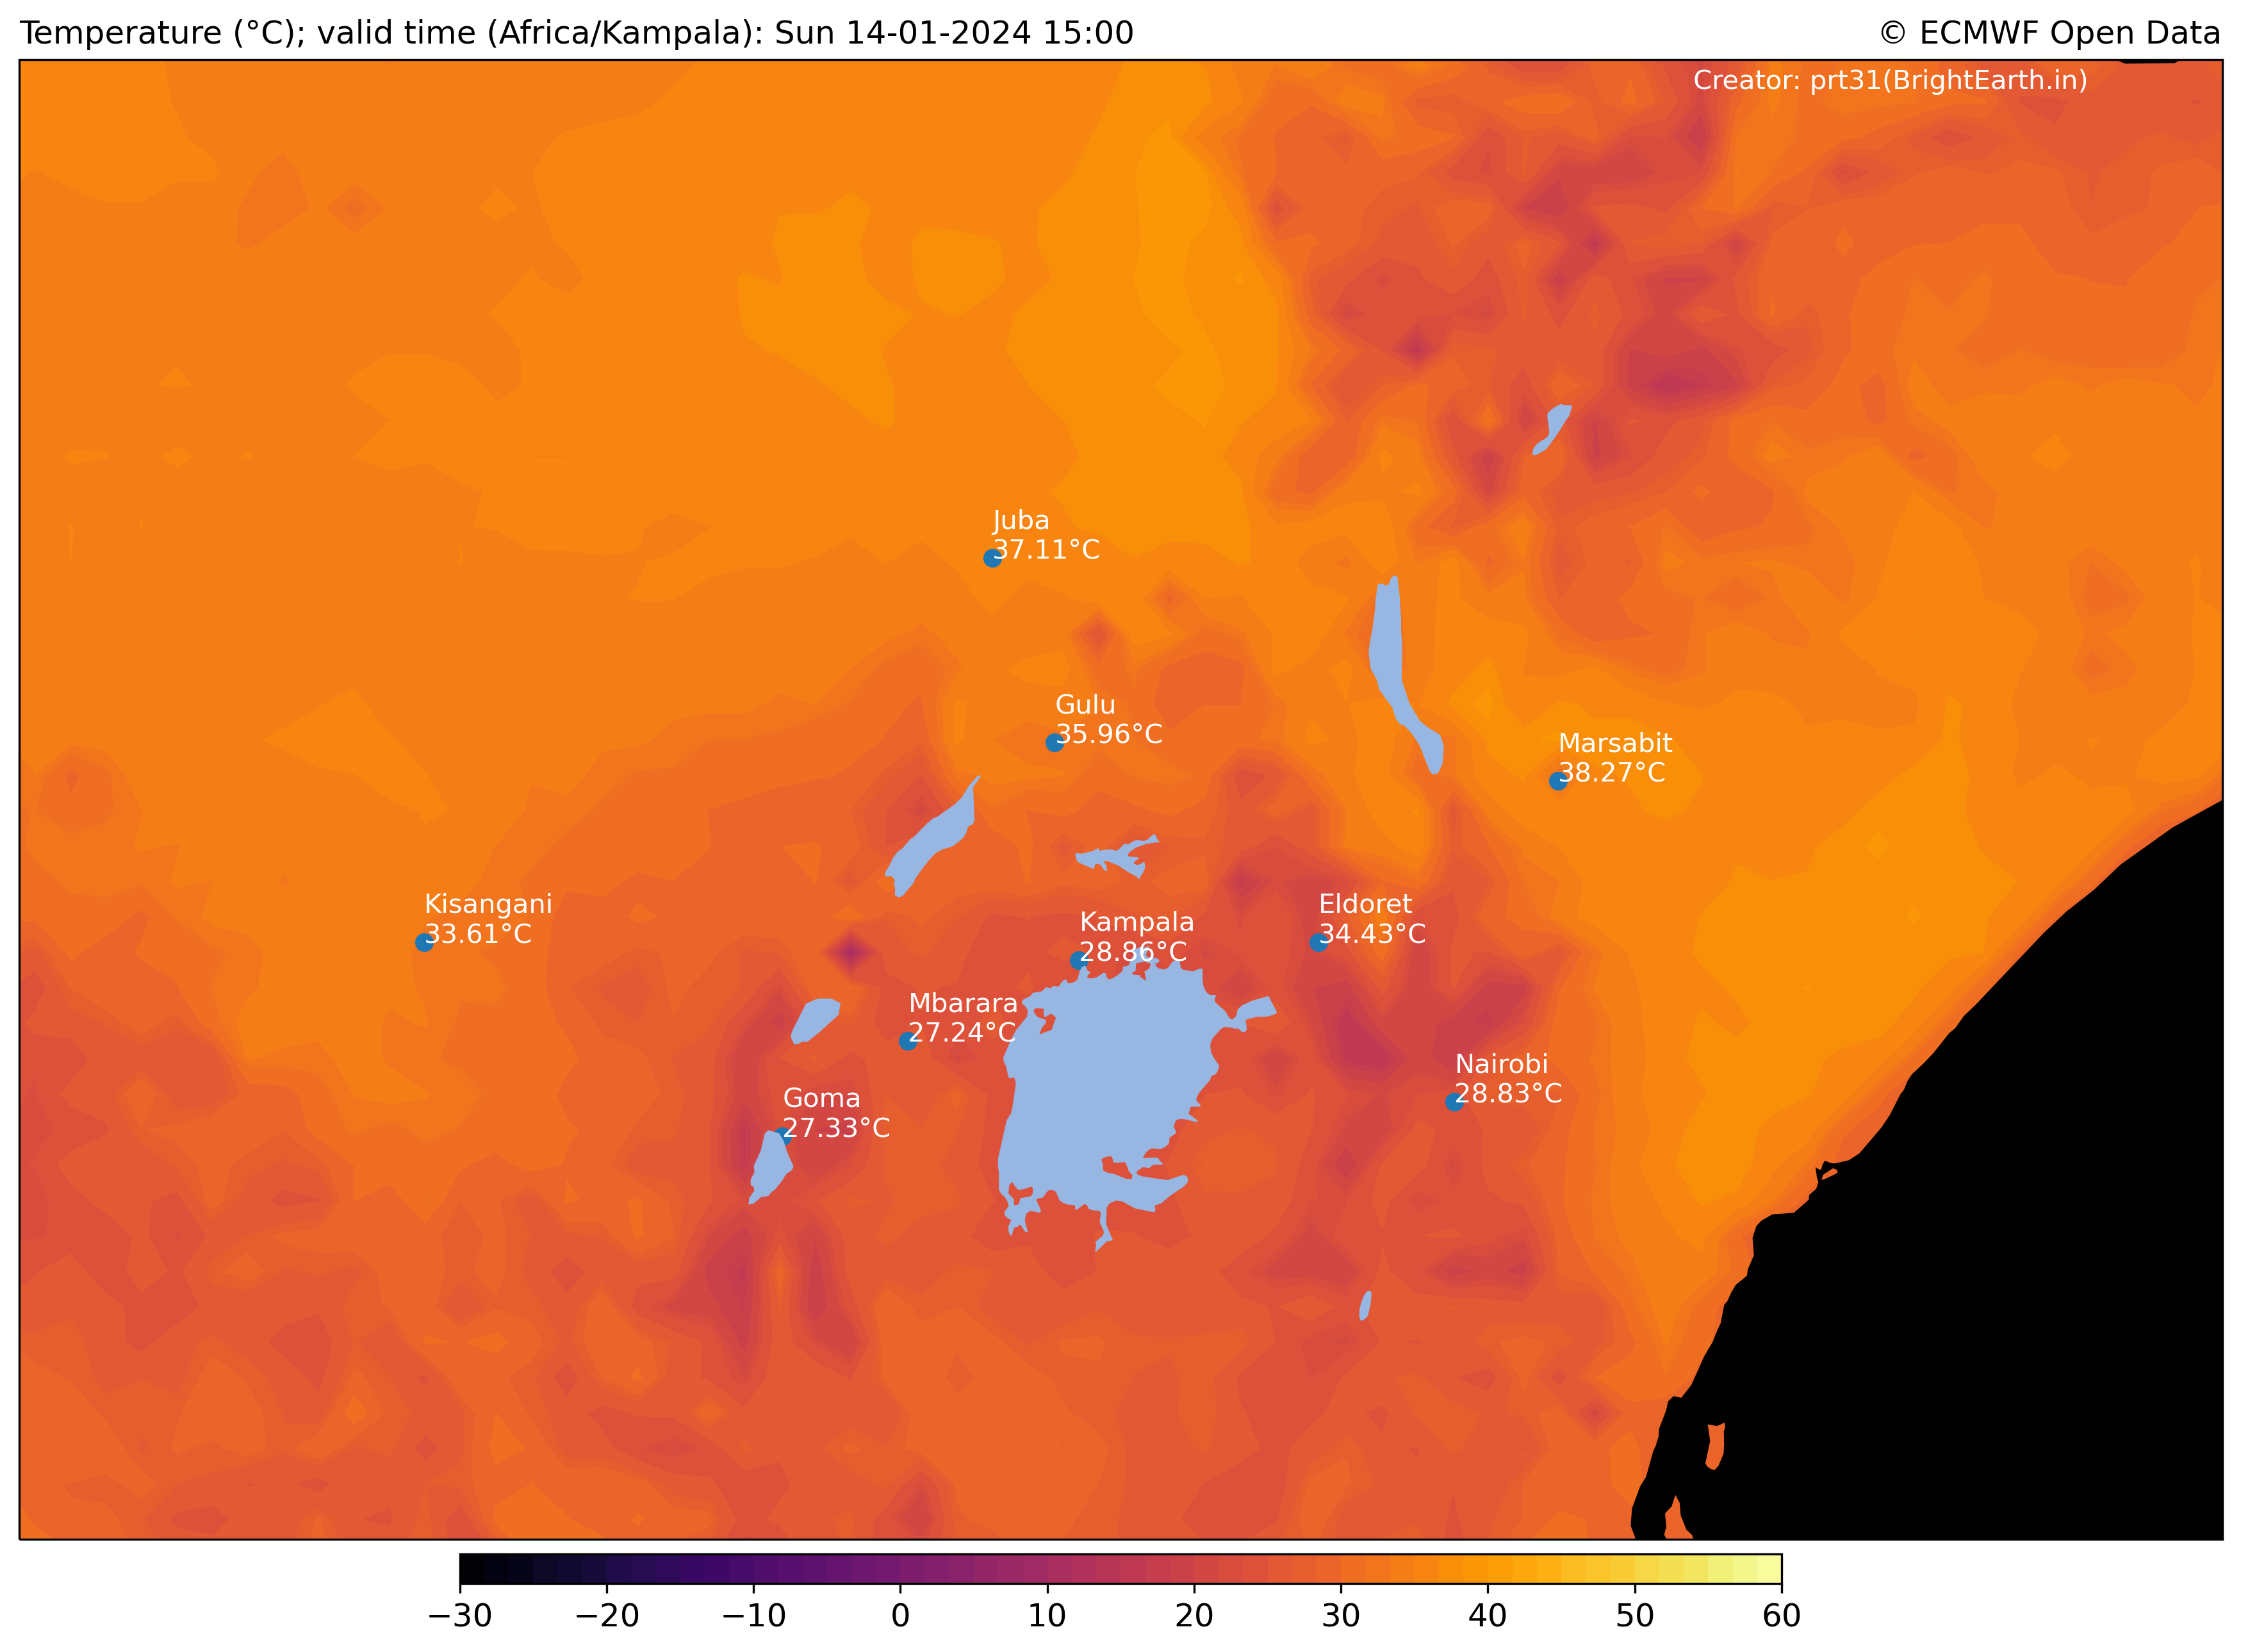 Temperature (°C); valid time (Africa/Kampala): Sun 14-01-2024 15:00
© ECMWF Open Data
Creator: prt31(BrightEarth.in)
Juba
37.11°C
Gulu
35.96°C
Marsabit
38.27°C
Kisangani
33.61°C
Eldoret
34.43°C
Kampala
28.86°C
Mbarara
27.24°C
Nairobi
28.83°C
Goma
27.33°C
−30 −20 −10 0 10 20 30 40 50 60